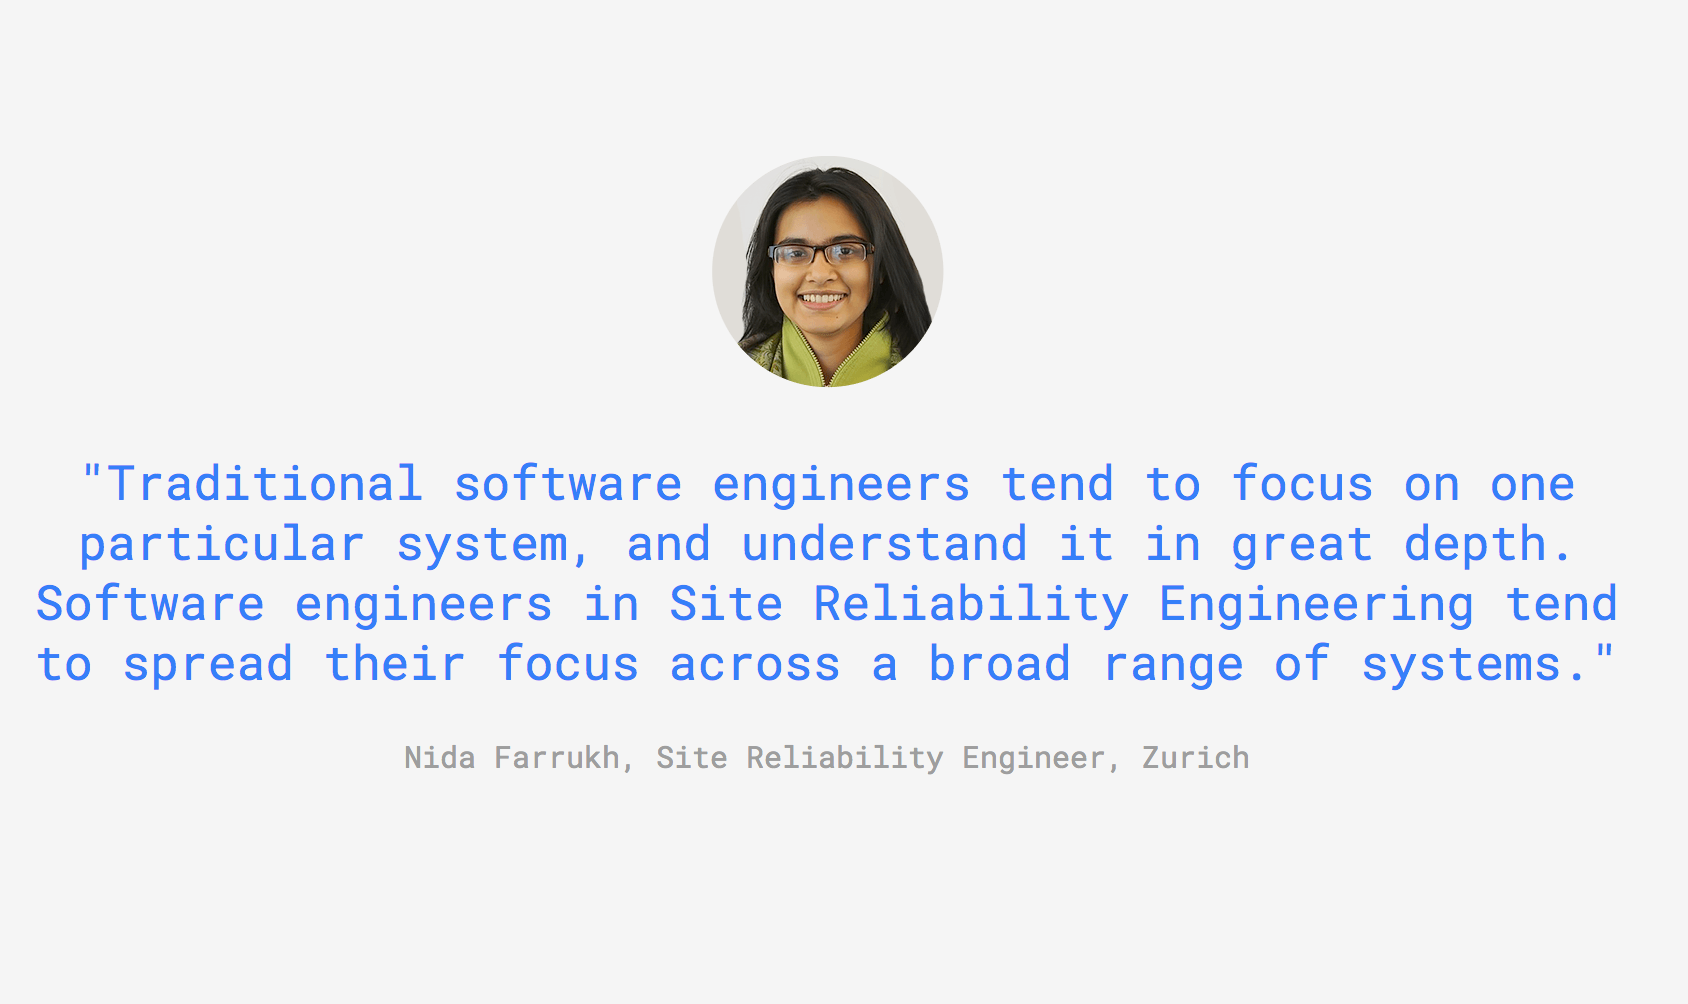 "Traditional software engineers tend to focus on one
particular system, and understand it in great depth.
Software engineers in Site Reliability Engineering tend
to spread their focus across a broad range of systems."
Nida Farrukh, Site Reliability Engineer, Zurich